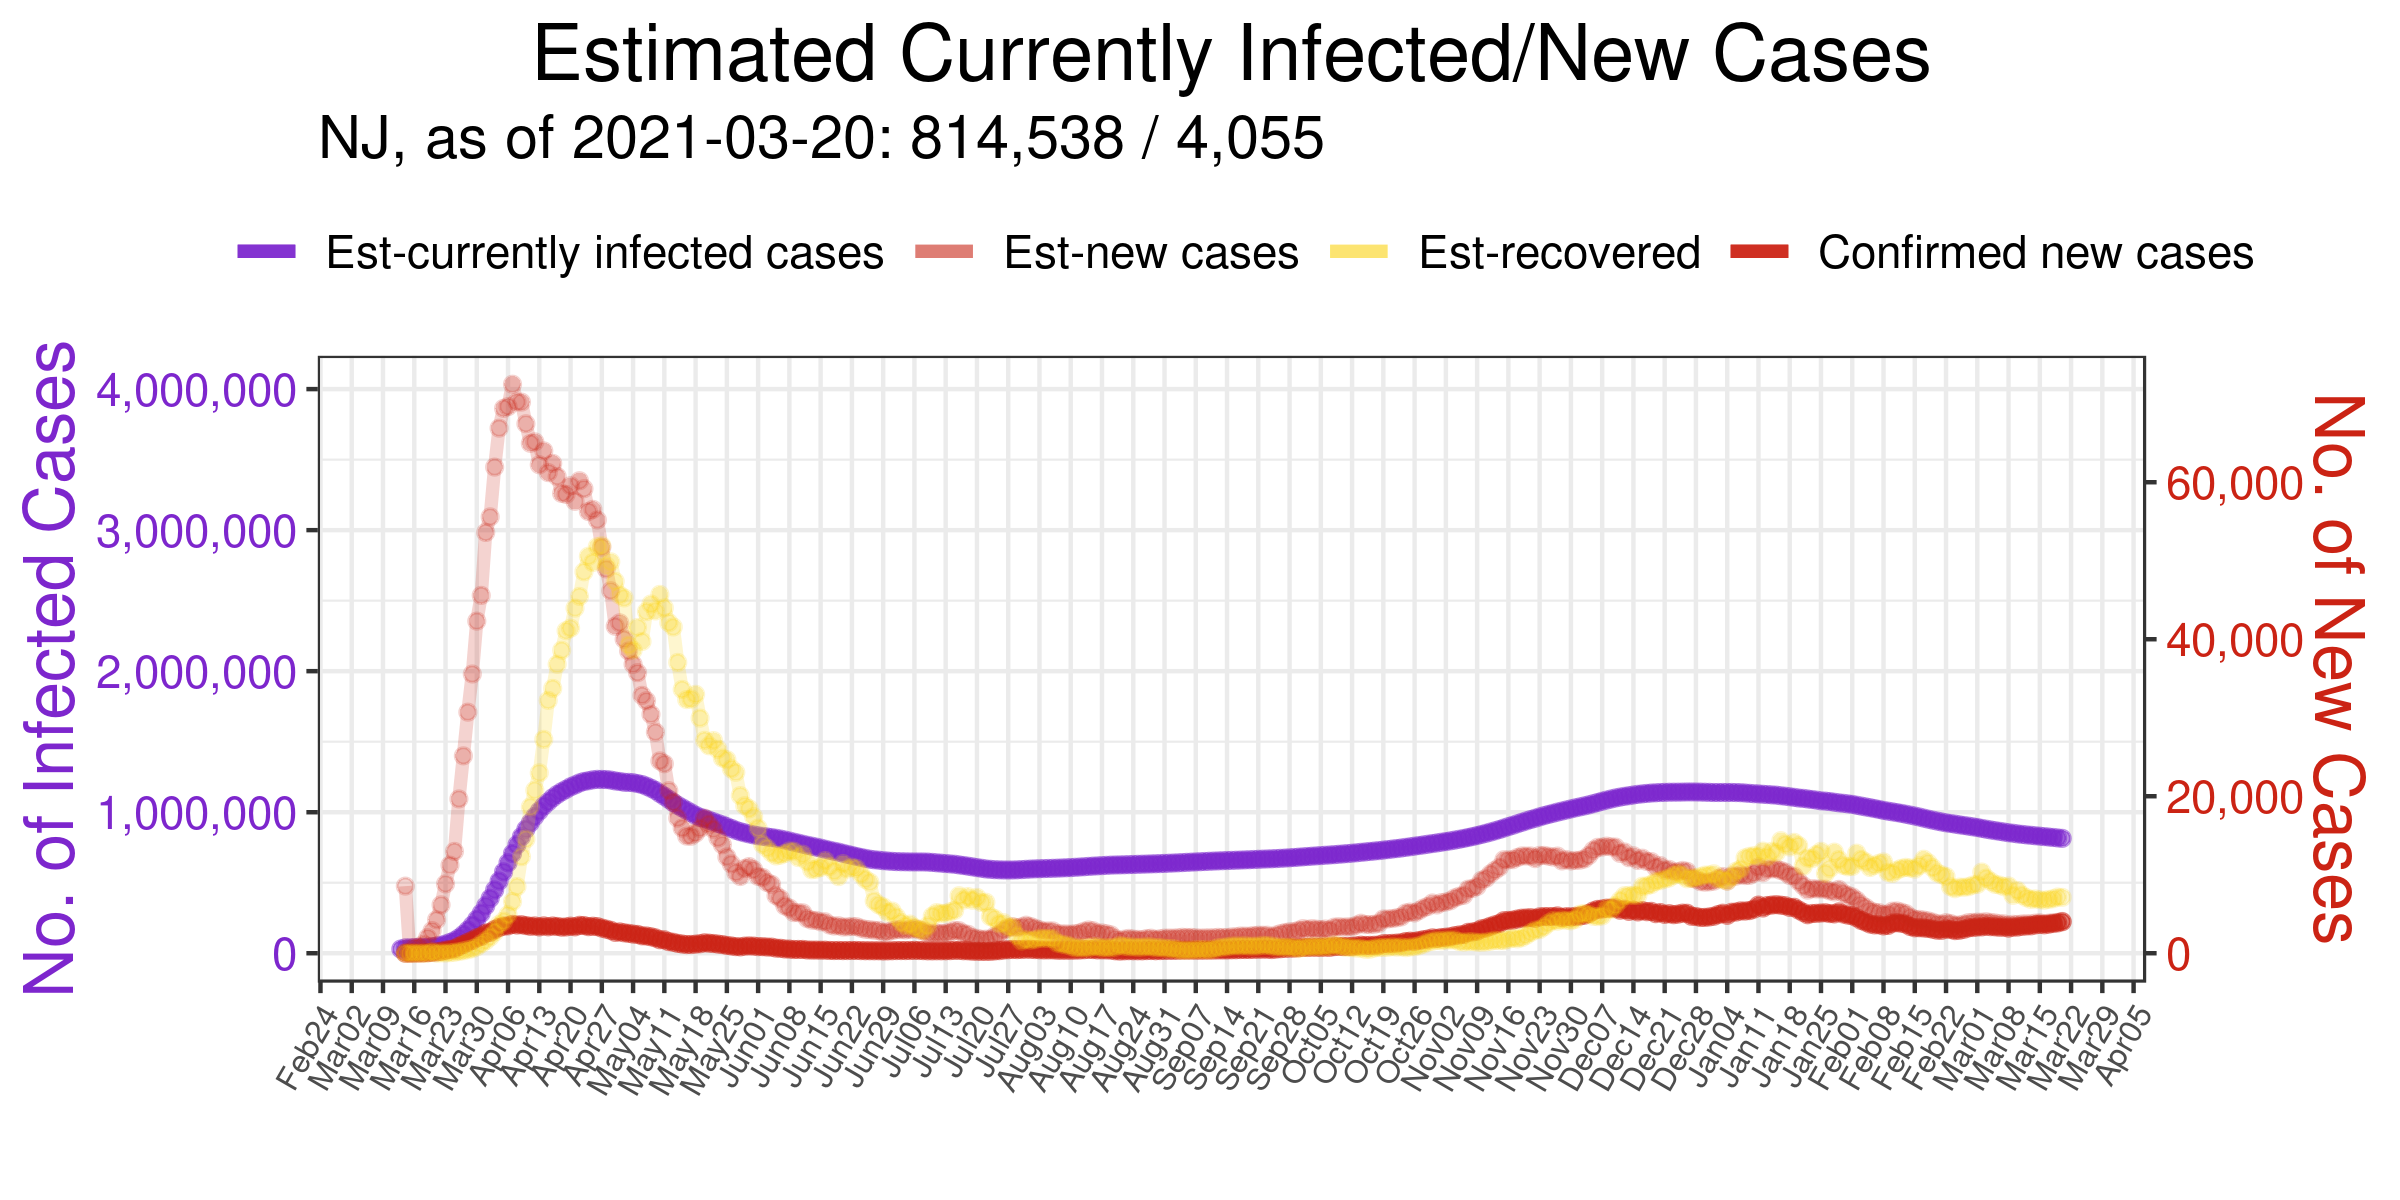 Estimated Currently Infected/New Cases
NJ, as of 2021-03-20: 814,538 / 4,055
Est-currently infected cases Est-new cases Est-recovered Confirmed new cases
No. of Infected Cases
4,000,000
3,000,000
2,000,000
1,000,000
0
No. of New Cases
60,000
40,000
20,000
0
Feb24
Mar02
Mar09
Mar16
Mar23
Mar30
Apr06
Apr13
Apr20
Apr27
May04
May11
May18
May25
Jun01
Jun08
Jun15
Jun22
Jun29
Jul06
Jul13
Jul20
Jul27
Aug03
Aug10
Aug17
Aug24
Aug31
Sep07
Sep14
Sep21
Sep28
Oct05
Oct12
Oct19
Oct26
Nov02
Nov09
Nov16
Nov23
Nov30
Dec07
Dec14
Dec21
Dec28
Jan04
Jan11
Jan18
Jan25
Feb01
Feb08
Feb15
Feb22
Mar01
Mar08
Mar15
Mar22
Mar29
Apr05